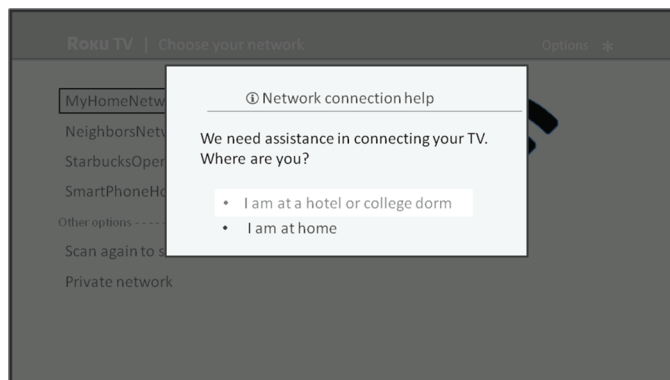 ROKU TV | Choose your network
Options ✱
ⓘ Network connection help
We need assistance in connecting your TV.
Where are you?
• I am at a hotel or college dorm
• I am at home
MyHomeNetw
NeighborsNetv
StarbucksOper
SmartPhoneHo
Other options -----
Scan again to s
Private network